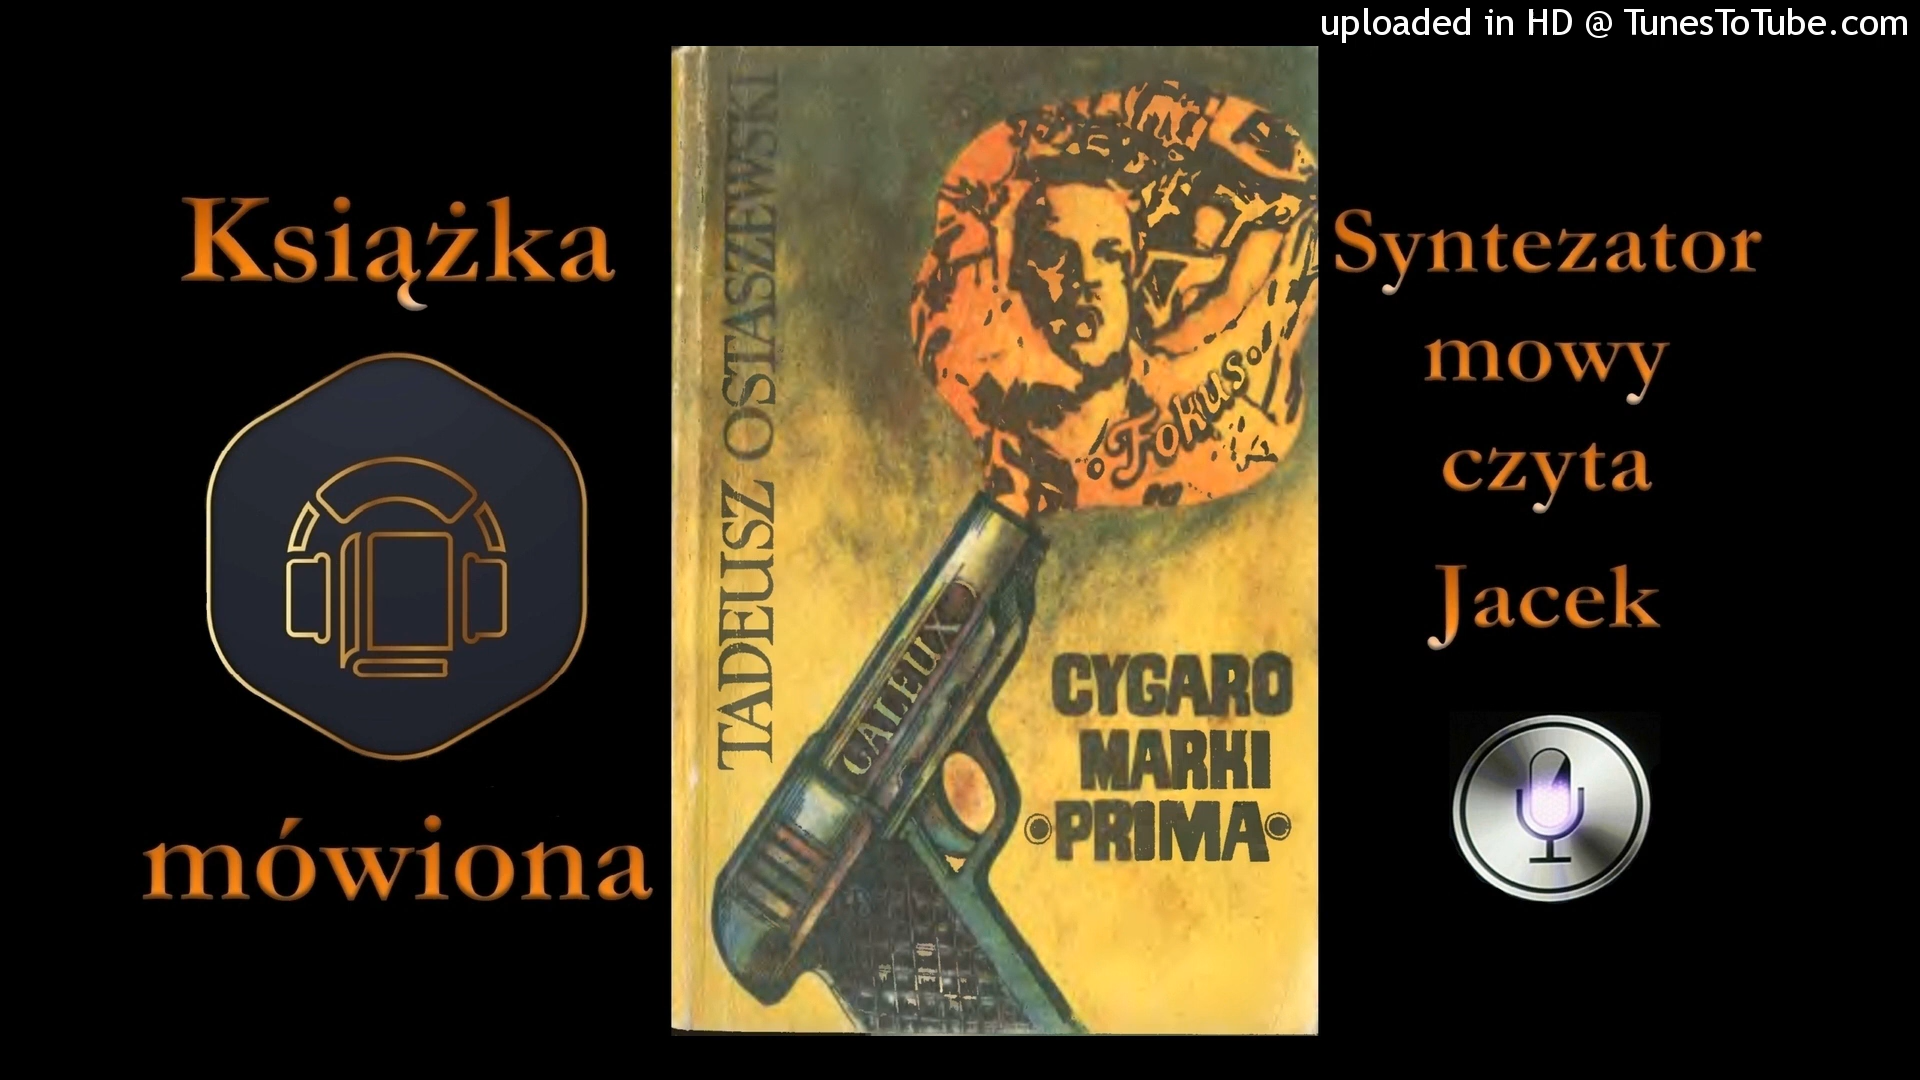 uploaded in HD @ TunesToTube.com
Książka
mówiona
TADEUSZ OSTASZEWSKI
Fokus
CALEUX
CYGARO
MARKI
PRIMA
Syntezator
mowy
czyta
Jacek